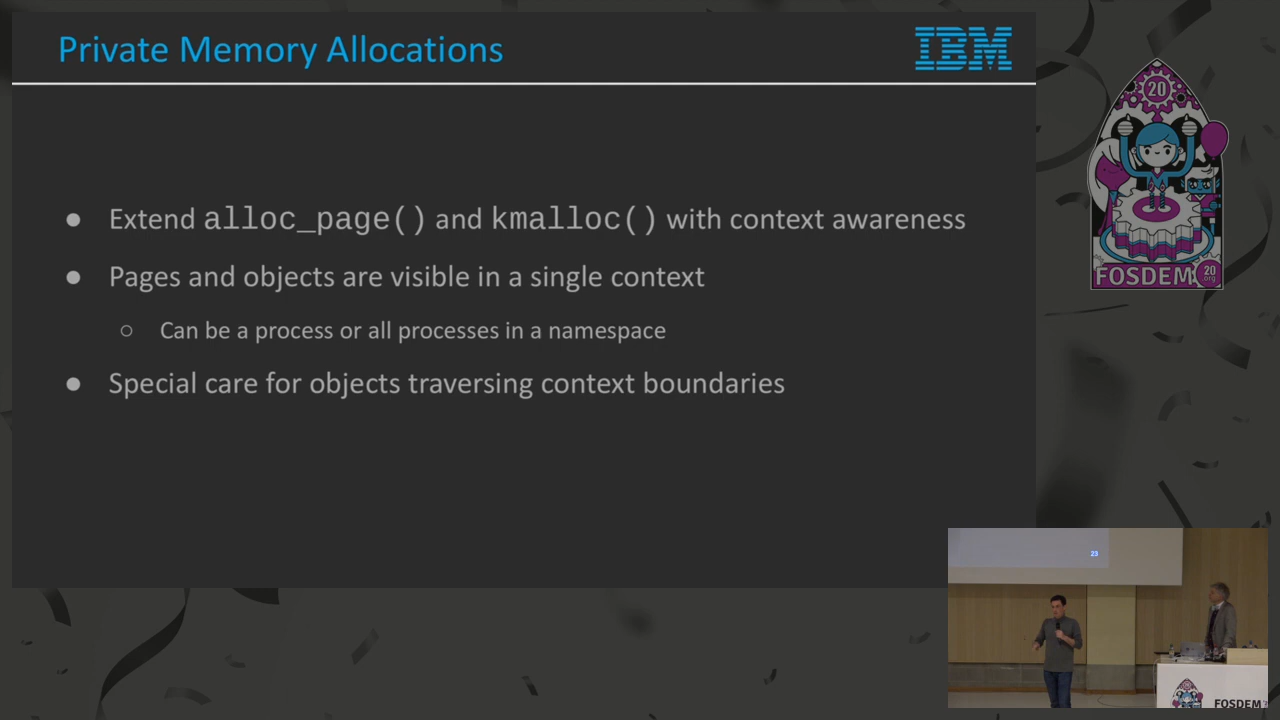 Private Memory Allocations
IBM
● Extend alloc_page() and kmalloc() with context awareness
● Pages and objects are visible in a single context
○ Can be a process or all processes in a namespace
● Special care for objects traversing context boundaries
20
FOSDEM
20
org
23
FOSDEM